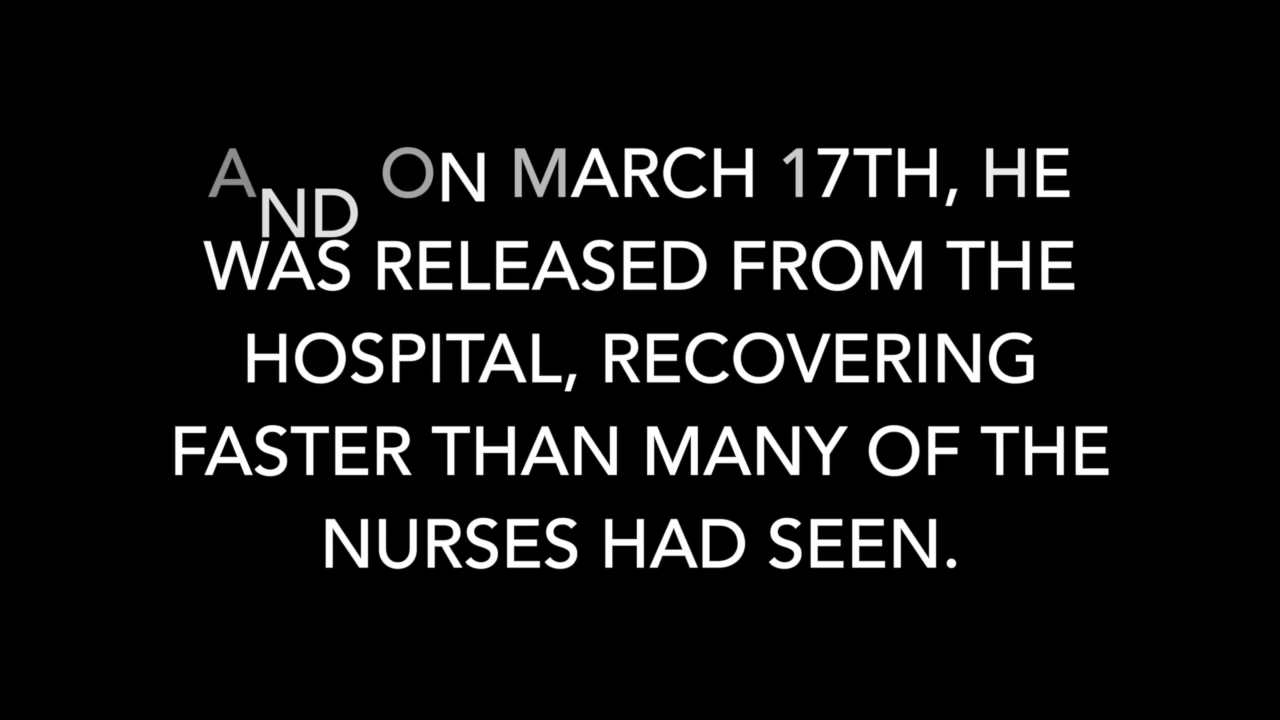 AND ON MARCH 17TH, HE
WAS RELEASED FROM THE
HOSPITAL, RECOVERING
FASTER THAN MANY OF THE
NURSES HAD SEEN.